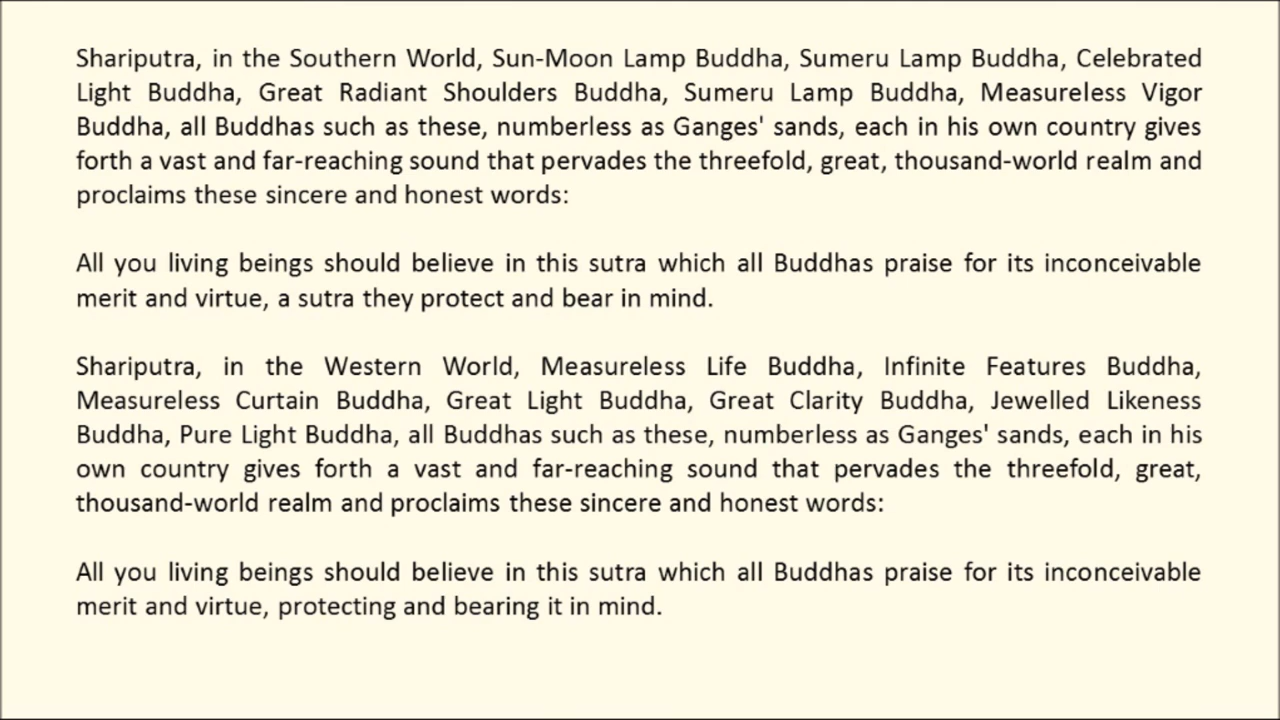 Shariputra, in the Southern World, Sun-Moon Lamp Buddha, Sumeru Lamp Buddha, Celebrated
Light Buddha, Great Radiant Shoulders Buddha, Sumeru Lamp Buddha, Measureless Vigor
Buddha, all Buddhas such as these, numberless as Ganges' sands, each in his own country gives
forth a vast and far-reaching sound that pervades the threefold, great, thousand-world realm and
proclaims these sincere and honest words:
All you living beings should believe in this sutra which all Buddhas praise for its inconceivable
merit and virtue, a sutra they protect and bear in mind.
Shariputra, in the Western World, Measureless Life Buddha, Infinite Features Buddha,
Measureless Curtain Buddha, Great Light Buddha, Great Clarity Buddha, Jewelled Likeness
Buddha, Pure Light Buddha, all Buddhas such as these, numberless as Ganges' sands, each in his
own country gives forth a vast and far-reaching sound that pervades the threefold, great,
thousand-world realm and proclaims these sincere and honest words:
All you living beings should believe in this sutra which all Buddhas praise for its inconceivable
merit and virtue, protecting and bearing it in mind.